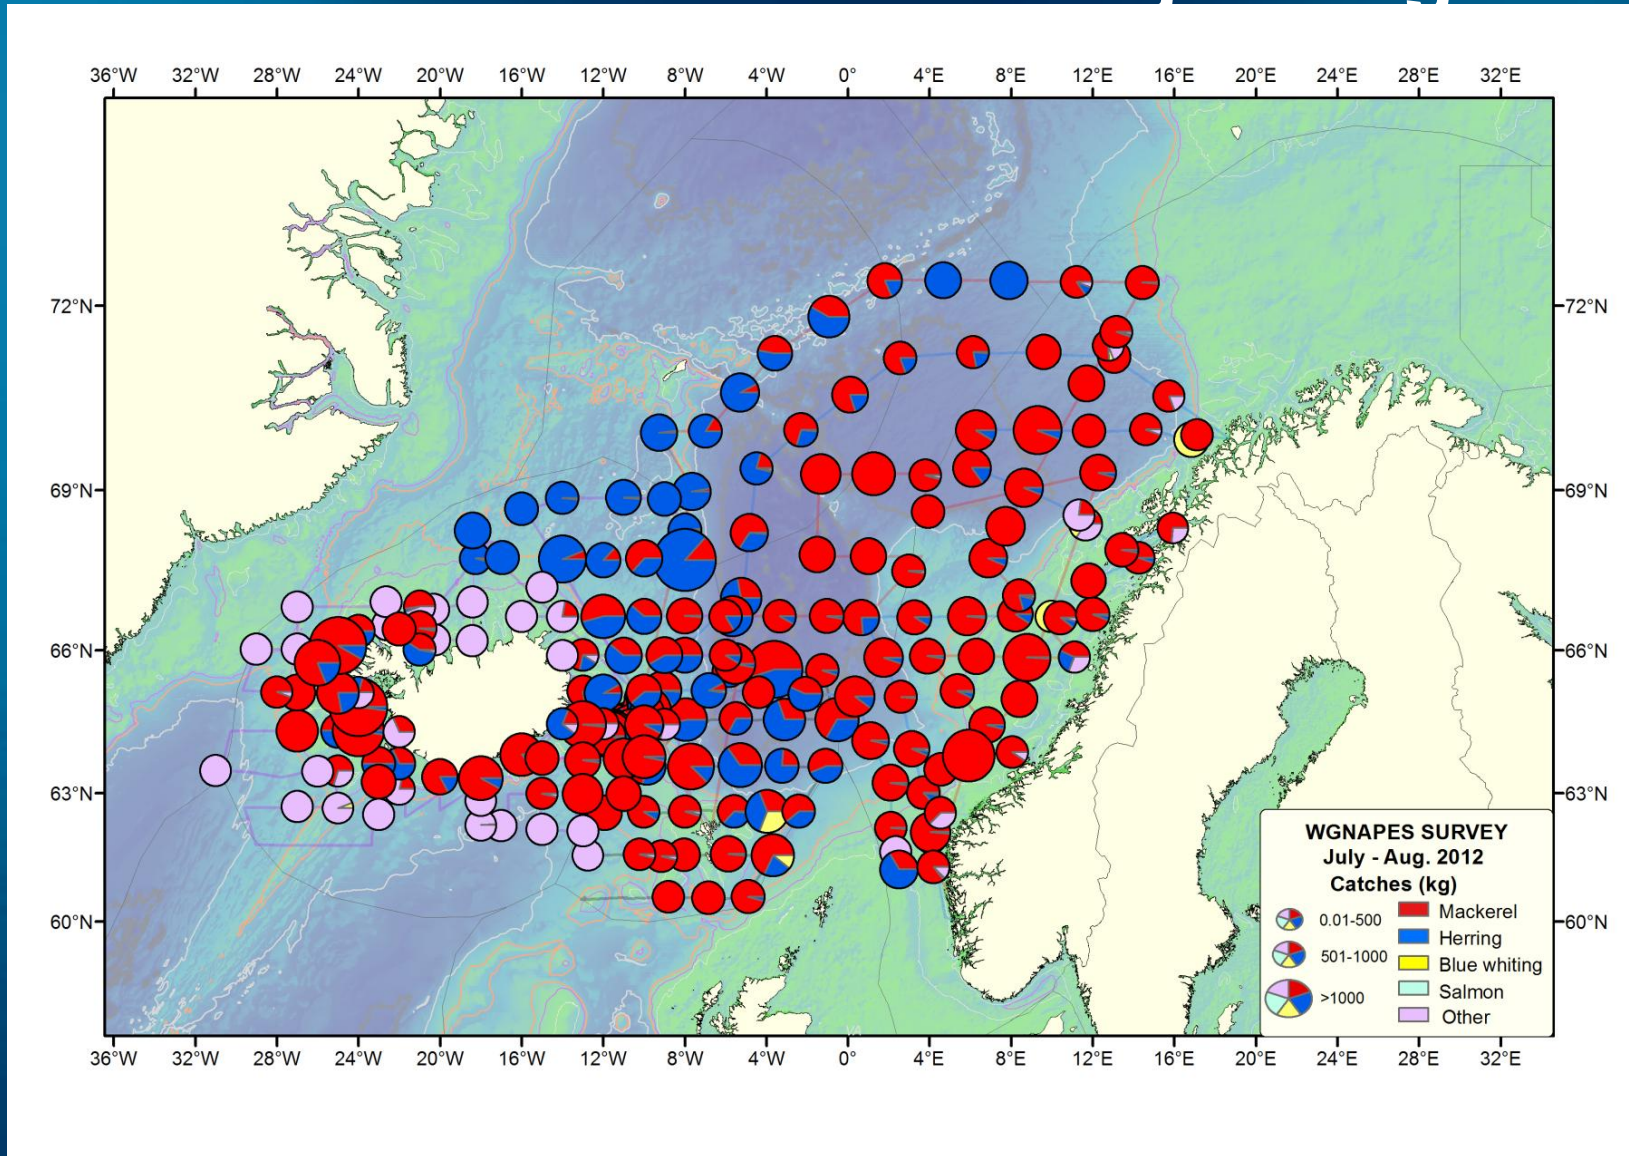 36°W 32°W 28°W 24°W 20°W 16°W 12°W 8°W 4°W 0° 4°E 8°E 12°E 16°E 20°E 24°E 28°E 32°E
72°N 72°N
69°N 69°N
66°N 66°N
63°N 63°N
WGNAPES SURVEY
July - Aug. 2012
Catches (kg)
0.01-500 Mackerel
501-1000 Herring
Blue whiting
>1000 Salmon
Other
60°N 60°N
36°W 32°W 28°W 24°W 20°W 16°W 12°W 8°W 4°W 0° 4°E 8°E 12°E 16°E 20°E 24°E 28°E 32°E